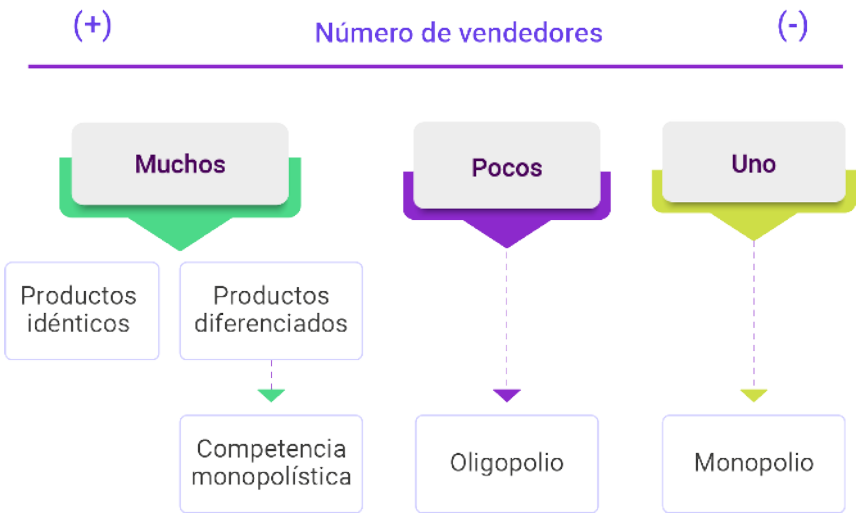 (+)
Número de vendedores
(-)
Muchos
Pocos
Uno
Productos
idénticos
Productos
diferenciados
Competencia
monopolística
Oligopolio
Monopolio